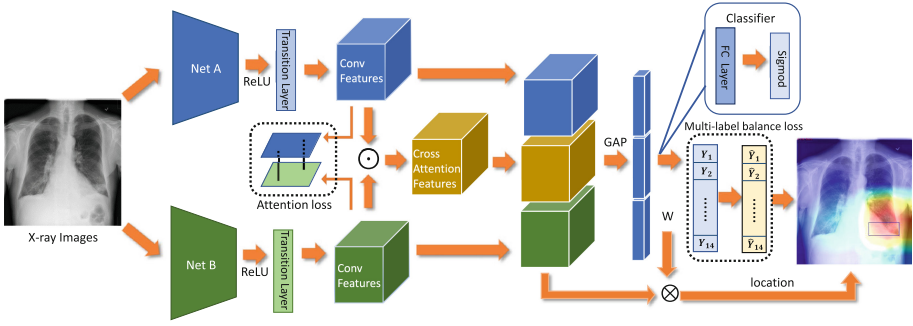 Net A
ReLU
Transition Layer
Conv
Features
Classifier
FC Layer
Sigmod
X-ray Images
Attention loss
Cross
Attention
Features
GAP
Multi-label balance loss
Y₁
Y₂
......
Y₁₄
Ŷ₁
Ŷ₂
......
Ŷ₁₄
Net B
ReLU
Transition Layer
Conv
Features
W
location